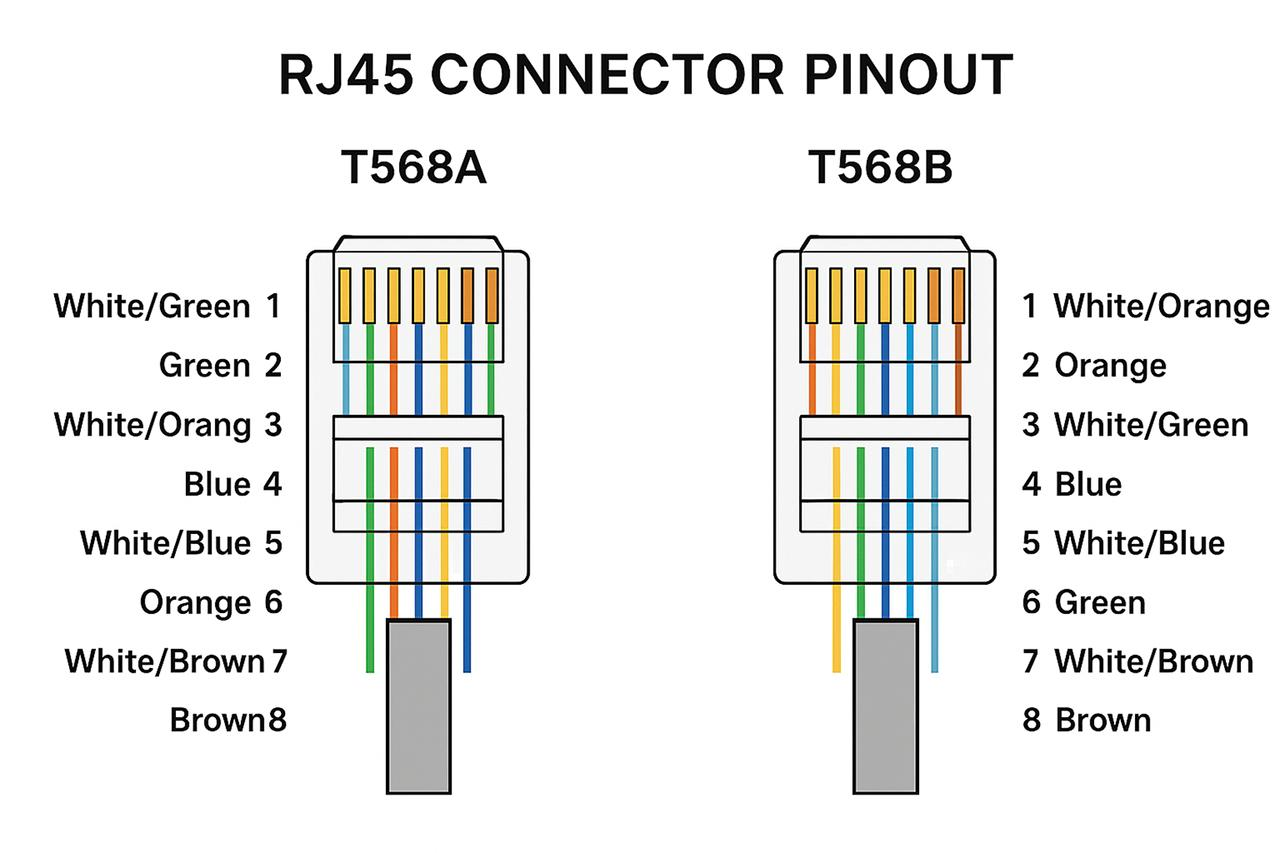 RJ45 CONNECTOR PINOUT
T568A
White/Green 1
Green 2
White/Orang 3
Blue 4
White/Blue 5
Orange 6
White/Brown 7
Brown8
T568B
1 White/Orange
2 Orange
3 White/Green
4 Blue
5 White/Blue
6 Green
7 White/Brown
8 Brown